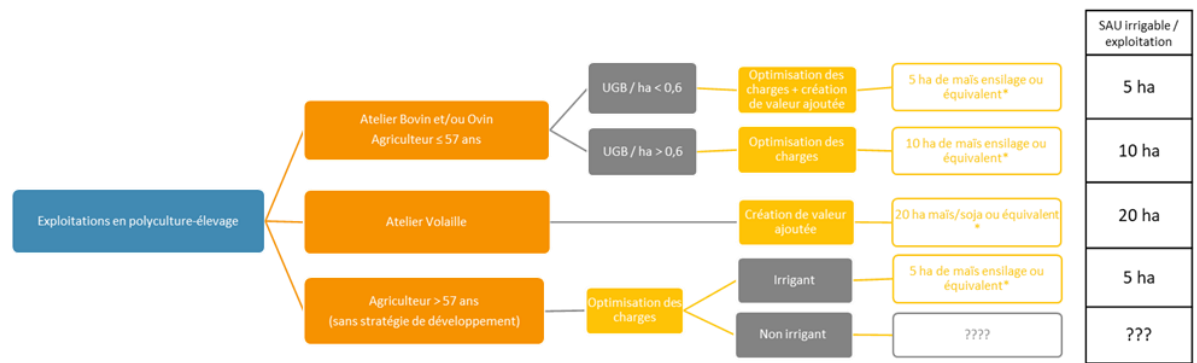 SAU irrigable /
exploitation
UGB / ha < 0,6
Optimisation des
charges + création
de valeur ajoutée
5 ha de maïs ensilage ou
équivalent*
5 ha
Atelier Bovin et/ou Ovin
Agriculteur ≤ 57 ans
UGB / ha > 0,6
Optimisation des
charges
10 ha de maïs ensilage ou
équivalent*
10 ha
Exploitations en polyculture-élevage
Atelier Volaille
Création de valeur
ajoutée
20 ha maïs/soja ou équivalent
*
20 ha
Agriculteur > 57 ans
(sans stratégie de développement)
Optimisation des
charges
Irrigant
5 ha de maïs ensilage ou
équivalent*
5 ha
Non irrigant
????
???